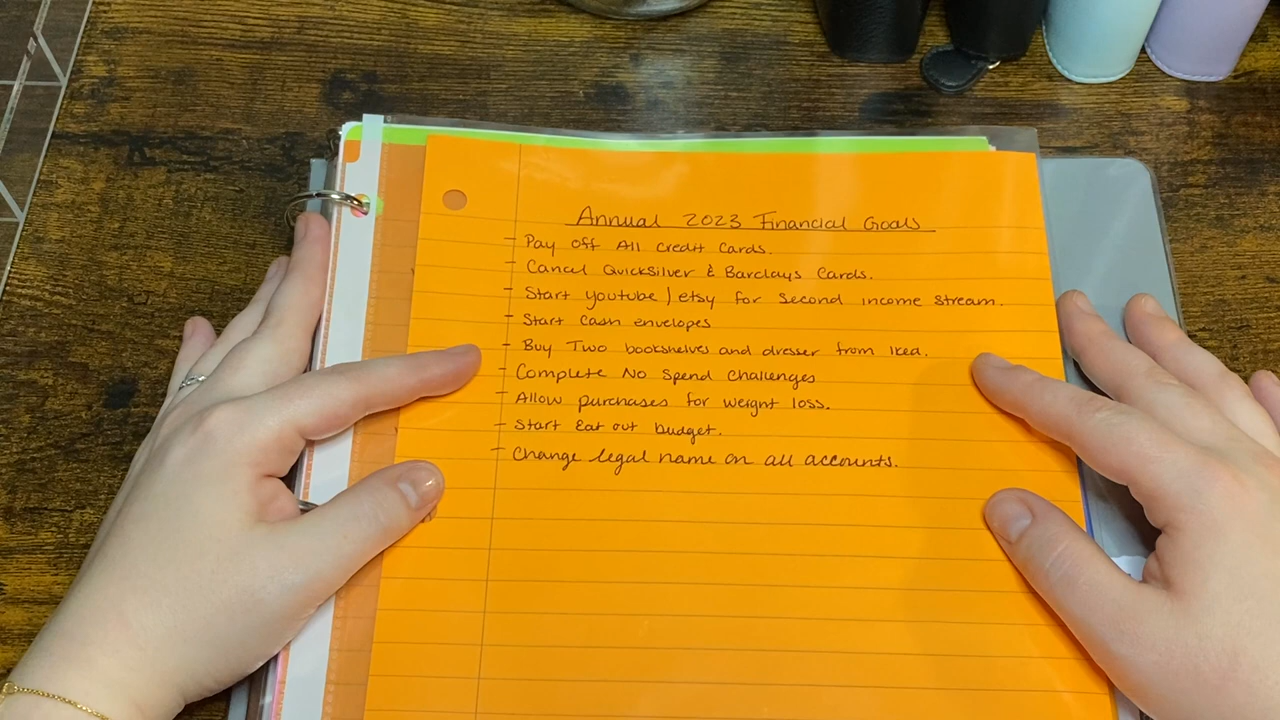 Annual 2023 Financial Goals
- Pay off All Credit Cards.
- Cancel Quicksilver & Barclays Cards.
- Start youtube / etsy for second income stream.
- Start Cash envelopes
- Buy Two bookshelves and dresser from Ikea.
- Complete No Spend Challenges
- Allow purchases for weight loss.
- Start Eat out budget.
- Change legal name on all accounts.